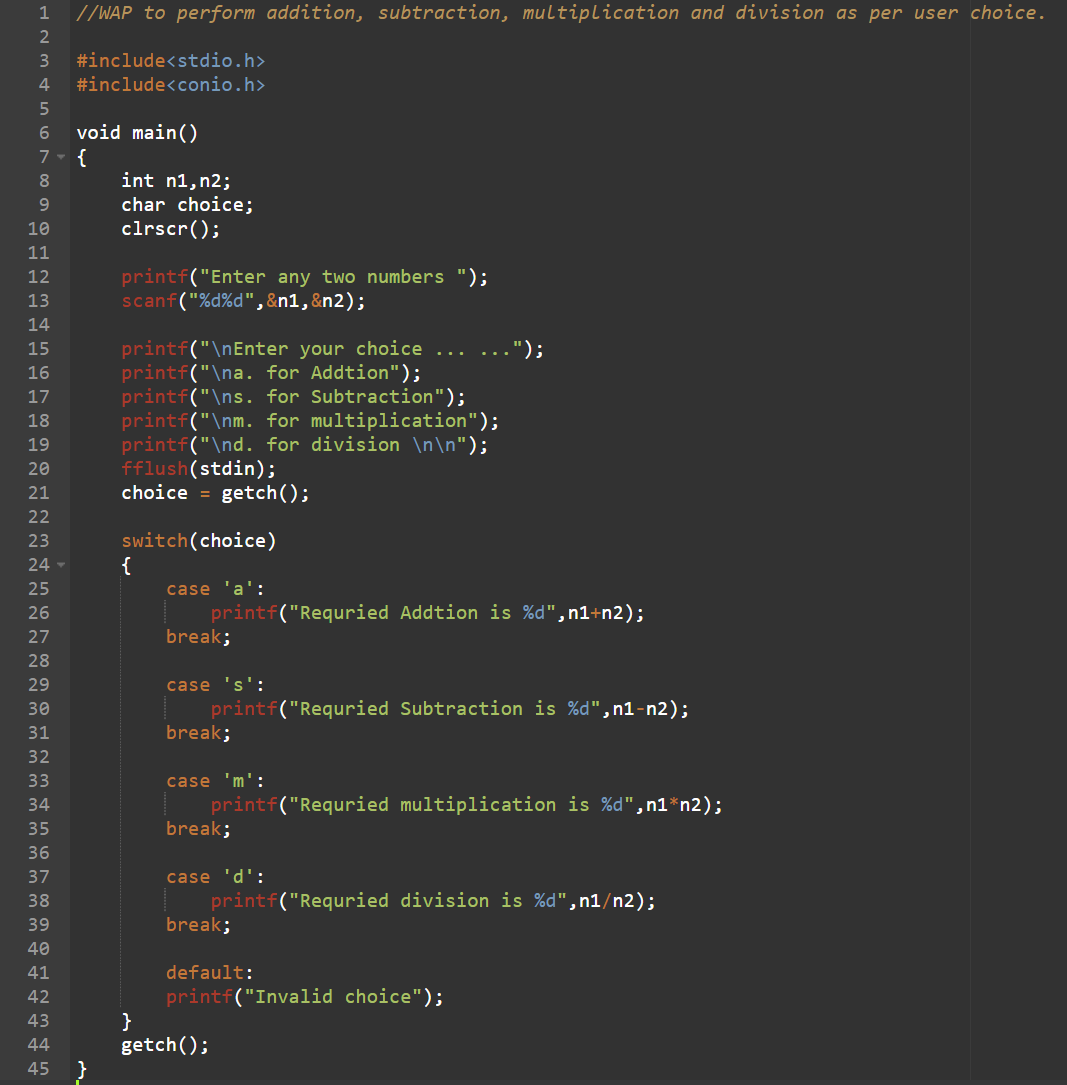 1 //WAP to perform addition, subtraction, multiplication and division as per user choice.
2
3 #include<stdio.h>
4 #include<conio.h>
5
6 void main()
7 {
8     int n1,n2;
9     char choice;
10     clrscr();
11
12     printf("Enter any two numbers ");
13     scanf("%d%d",&n1,&n2);
14
15     printf("\nEnter your choice ... ...");
16     printf("\na. for Addtion");
17     printf("\ns. for Subtraction");
18     printf("\nm. for multiplication");
19     printf("\nd. for division \n\n");
20     fflush(stdin);
21     choice = getch();
22
23     switch(choice)
24     {
25         case 'a':
26             printf("Requried Addtion is %d",n1+n2);
27         break;
28
29         case 's':
30             printf("Requried Subtraction is %d",n1-n2);
31         break;
32
33         case 'm':
34             printf("Requried multiplication is %d",n1*n2);
35         break;
36
37         case 'd':
38             printf("Requried division is %d",n1/n2);
39         break;
40
41         default:
42         printf("Invalid choice");
43     }
44     getch();
45 }